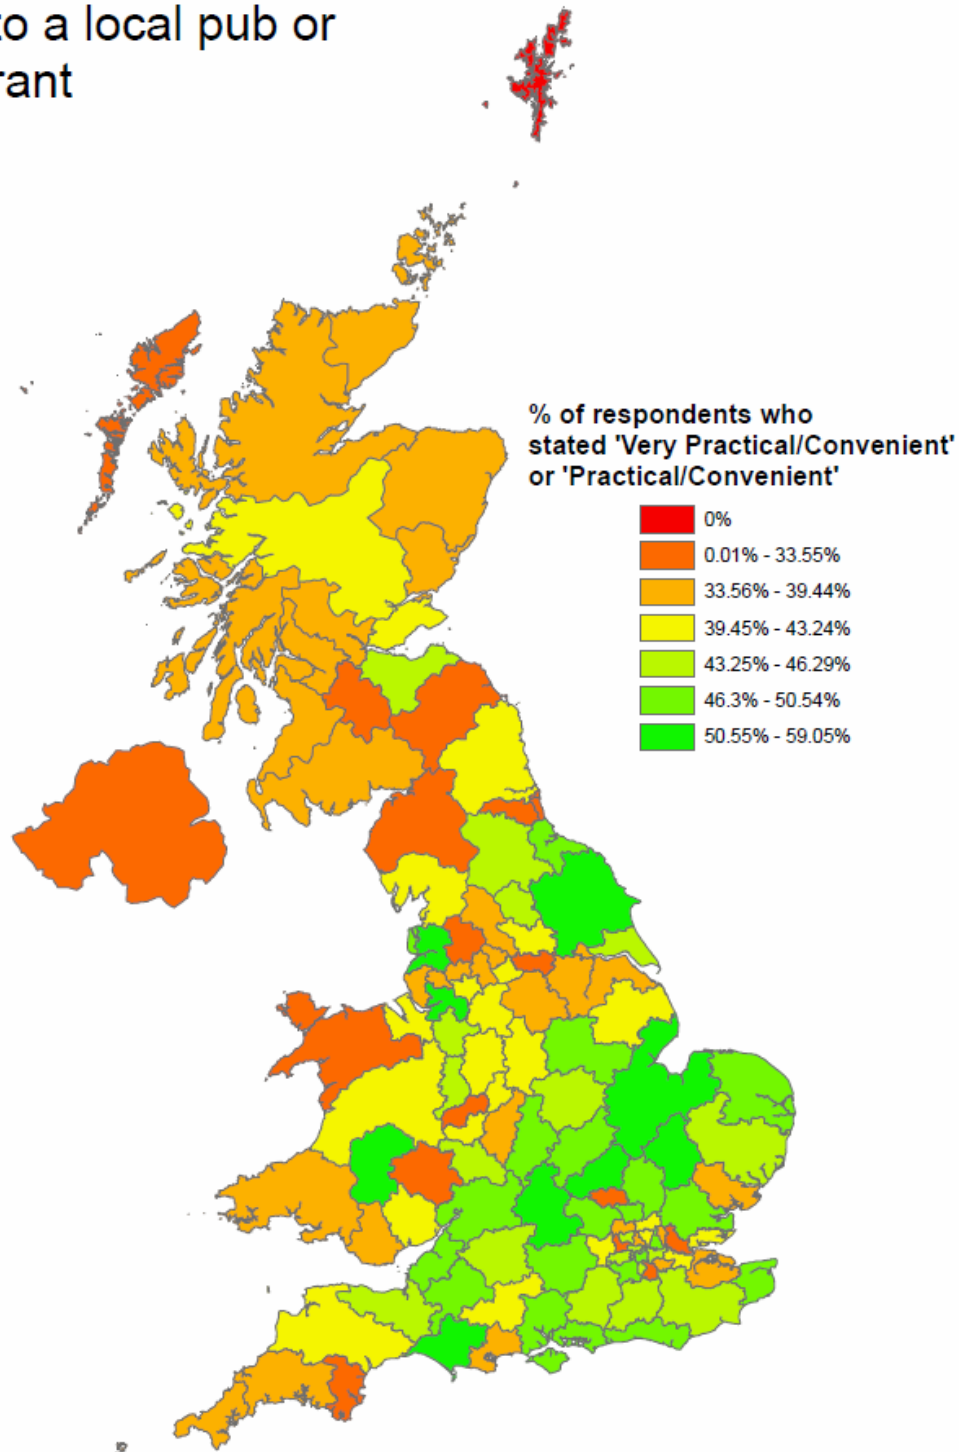 to a local pub or
rant
% of respondents who
stated 'Very Practical/Convenient'
or 'Practical/Convenient'
0%
0.01% - 33.55%
33.56% - 39.44%
39.45% - 43.24%
43.25% - 46.29%
46.3% - 50.54%
50.55% - 59.05%